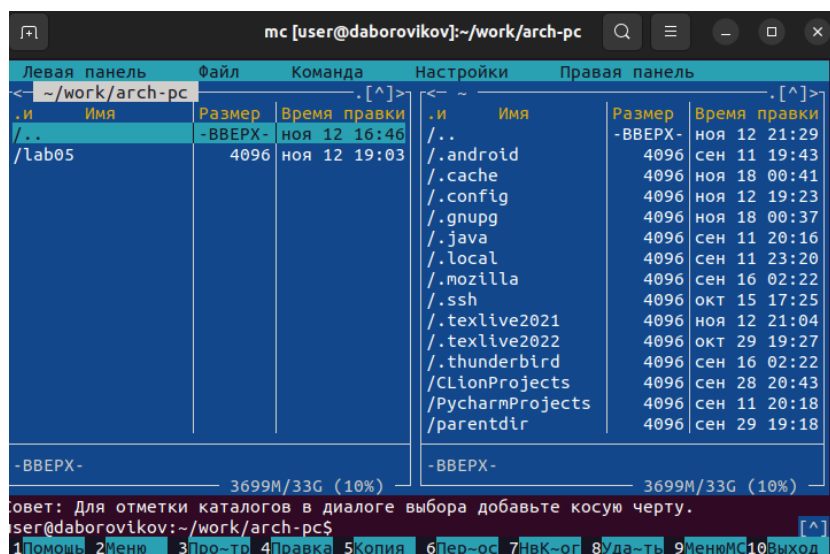 mc [user@daborovikov]:~/work/arch-pc
Левая панель Файл Команда Настройки Правая панель
<— ~/work/arch-pc .[^]>
.и Имя Размер Время правки
/.. -ВВЕРХ- ноя 12 16:46
/lab05 4096 ноя 12 19:03
-ВВЕРХ-
3699M/33G (10%)
<— ~ .[^]>
.и Имя Размер Время правки
/.. -ВВЕРХ- ноя 12 21:29
/.android 4096 сен 11 19:43
/.cache 4096 ноя 18 00:41
/.config 4096 ноя 12 19:23
/.gnupg 4096 ноя 18 00:37
/.java 4096 сен 11 20:16
/.local 4096 сен 11 23:20
/.mozilla 4096 сен 16 02:22
/.ssh 4096 окт 15 17:25
/.texlive2021 4096 ноя 12 21:04
/.texlive2022 4096 окт 29 19:27
/.thunderbird 4096 сен 16 02:22
/CLionProjects 4096 сен 28 20:43
/PycharmProjects 4096 сен 11 20:18
/parentdir 4096 сен 29 19:18
-ВВЕРХ-
3699M/33G (10%)
Совет: Для отметки каталогов в диалоге выбора добавьте косую черту.
user@daborovikov:~/work/arch-pc$ [^]
1Помощь 2Меню 3Про~тр 4Правка 5Копия 6Пер~ос 7НвК~ог 8Уда~ть 9МенюМС 10Выход